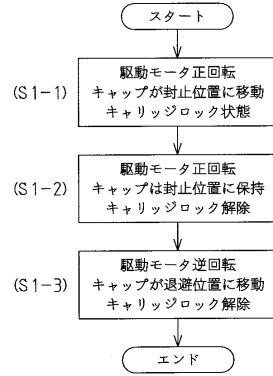 スタート
(S1-1)
駆動モータ正回転
キャップが封止位置に移動
キャリッジロック状態
(S1-2)
駆動モータ正回転
キャップは封止位置に保持
キャリッジロック解除
(S1-3)
駆動モータ逆回転
キャップが退避位置に移動
キャリッジロック解除
エンド